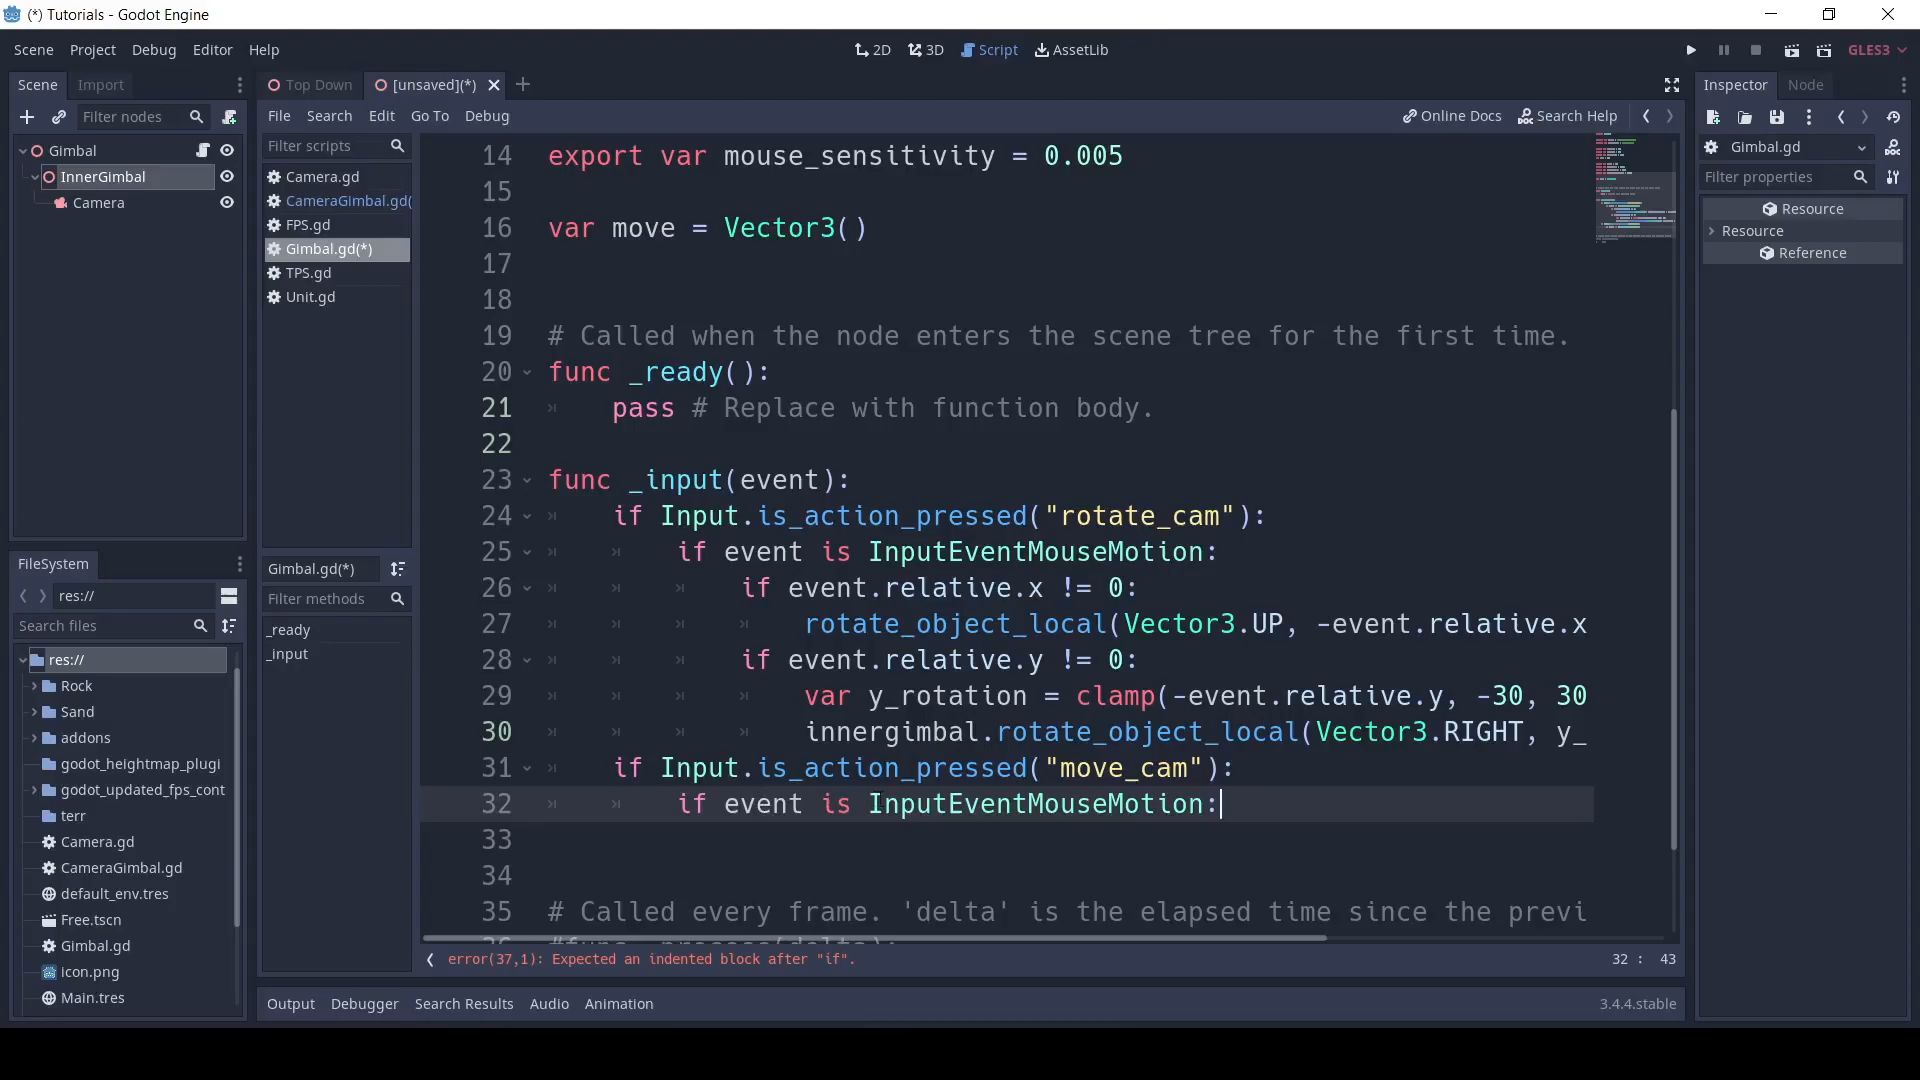 (*) Tutorials - Godot Engine
Scene Project Debug Editor Help
2D 3D Script AssetLib
GLES3
Scene Import
Filter nodes
Gimbal
InnerGimbal
Camera
FileSystem
res://
Search files
res://
Rock
Sand
addons
godot_heightmap_plugi
godot_updated_fps_cont
terr
Camera.gd
CameraGimbal.gd
default_env.tres
Free.tscn
Gimbal.gd
icon.png
Main.tres
Top Down [unsaved](*)
File Search Edit Go To Debug
Online Docs Search Help
Filter scripts
Camera.gd
CameraGimbal.gd(
FPS.gd
Gimbal.gd(*)
TPS.gd
Unit.gd
Gimbal.gd(*)
Filter methods
_ready
_input
14 export var mouse_sensitivity = 0.005
15
16 var move = Vector3()
17
18
19 # Called when the node enters the scene tree for the first time.
20 func _ready():
21 pass # Replace with function body.
22
23 func _input(event):
24 if Input.is_action_pressed("rotate_cam"):
25 if event is InputEventMouseMotion:
26 if event.relative.x != 0:
27 rotate_object_local(Vector3.UP, -event.relative.x
28 if event.relative.y != 0:
29 var y_rotation = clamp(-event.relative.y, -30, 30
30 innergimbal.rotate_object_local(Vector3.RIGHT, y_
31 if Input.is_action_pressed("move_cam"):
32 if event is InputEventMouseMotion:
33
34
35 # Called every frame. 'delta' is the elapsed time since the previ
36 #func _process(delta):
error(37,1): Expected an indented block after "if".
32 : 43
Output Debugger Search Results Audio Animation
3.4.4.stable
Inspector Node
Gimbal.gd
Filter properties
Resource
Resource
Reference